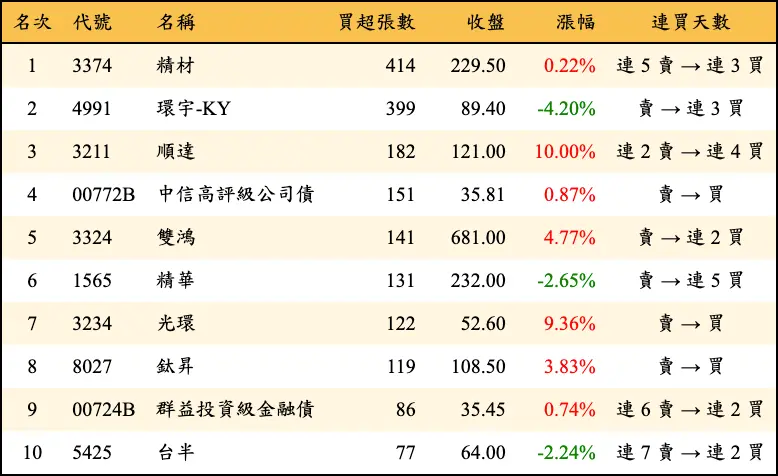 名次 代號 名稱 買超張數 收盤 漲幅 連買天數
1 3374 精材 414 229.50 0.22% 連 5 賣 → 連 3 買
2 4991 環宇-KY 399 89.40 -4.20% 賣 → 連 3 買
3 3211 順達 182 121.00 10.00% 連 2 賣 → 連 4 買
4 00772B 中信高評級公司債 151 35.81 0.87% 賣 → 買
5 3324 雙鴻 141 681.00 4.77% 賣 → 連 2 買
6 1565 精華 131 232.00 -2.65% 賣 → 連 5 買
7 3234 光環 122 52.60 9.36% 賣 → 買
8 8027 鈦昇 119 108.50 3.83% 賣 → 買
9 00724B 群益投資級金融債 86 35.45 0.74% 連 6 賣 → 連 2 買
10 5425 台半 77 64.00 -2.24% 連 7 賣 → 連 2 買